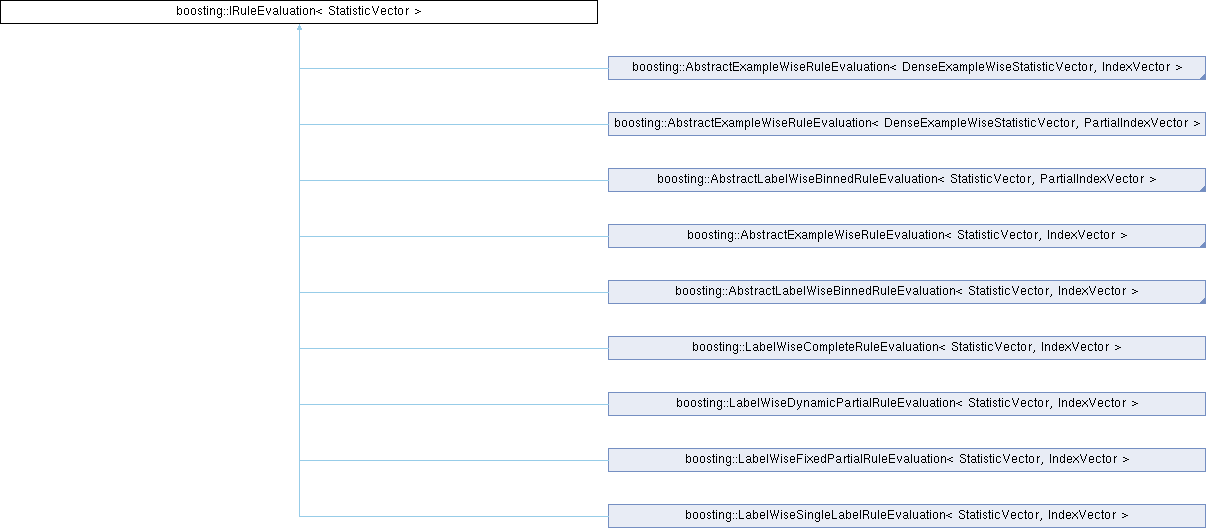 boosting::IRuleEvaluation< StatisticVector >
boosting::AbstractExampleWiseRuleEvaluation< DenseExampleWiseStatisticVector, IndexVector >
boosting::AbstractExampleWiseRuleEvaluation< DenseExampleWiseStatisticVector, PartialIndexVector >
boosting::AbstractLabelWiseBinnedRuleEvaluation< StatisticVector, PartialIndexVector >
boosting::AbstractExampleWiseRuleEvaluation< StatisticVector, IndexVector >
boosting::AbstractLabelWiseBinnedRuleEvaluation< StatisticVector, IndexVector >
boosting::LabelWiseCompleteRuleEvaluation< StatisticVector, IndexVector >
boosting::LabelWiseDynamicPartialRuleEvaluation< StatisticVector, IndexVector >
boosting::LabelWiseFixedPartialRuleEvaluation< StatisticVector, IndexVector >
boosting::LabelWiseSingleLabelRuleEvaluation< StatisticVector, IndexVector >